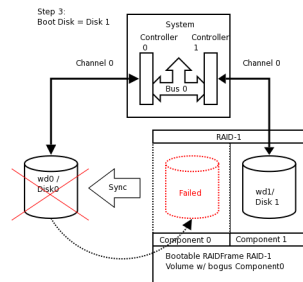 Step 3:
Boot Disk = Disk 1
System
Controller 0
Controller 1
Bus 0
Channel 0
Channel 0
RAID-1
wd0 /
Disk0
Sync
Failed
wd1/
Disk 1
Component 0
Component 1
Bootable RAIDFrame RAID-1
Volume w/ bogus Component0